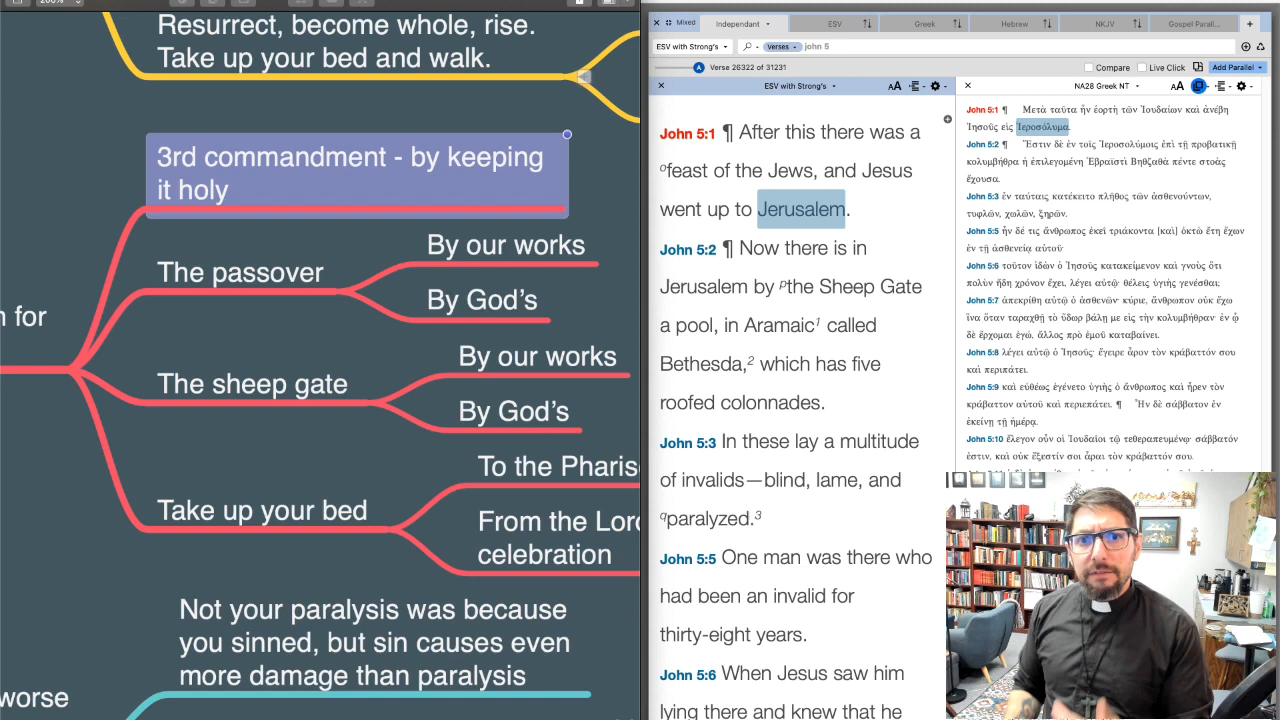 200%
Resurrect, become whole, rise.
Take up your bed and walk.
3rd commandment - by keeping
it holy
By our works
The passover
By God's
n for
By our works
The sheep gate
By God's
To the Pharis
Take up your bed
From the Lor
celebration
Not your paralysis was because
you sinned, but sin causes even
more damage than paralysis
worse
Mixed
Independant
ESV
Greek
Hebrew
NKJV
Gospel Parall...
ESV with Strong's
Verses
john 5
Verse 26322 of 31231
Compare
Live Click
Add Parallel
ESV with Strong's
AA
John 5:1 ¶ After this there was a
ofeast of the Jews, and Jesus
went up to Jerusalem.
John 5:2 ¶ Now there is in
Jerusalem by pthe Sheep Gate
a pool, in Aramaic1 called
Bethesda,2 which has five
roofed colonnades.
John 5:3 In these lay a multitude
of invalids—blind, lame, and
qparalyzed.3
John 5:5 One man was there who
had been an invalid for
thirty-eight years.
John 5:6 When Jesus saw him
lying there and knew that he
NA28 Greek NT
AA
John 5:1 ¶ Μετὰ ταῦτα ἦν ἑορτὴ τῶν Ἰουδαίων καὶ ἀνέβη
Ἰησοῦς εἰς Ἱεροσόλυμα.
John 5:2 ¶ Ἔστιν δὲ ἐν τοῖς Ἱεροσολύμοις ἐπὶ τῇ προβατικῇ
κολυμβήθρα ἡ ἐπιλεγομένη Ἑβραϊστὶ Βηθζαθὰ πέντε στοὰς
ἔχουσα.
John 5:3 ἐν ταύταις κατέκειτο πλῆθος τῶν ἀσθενούντων,
τυφλῶν, χωλῶν, ξηρῶν.
John 5:5 ἦν δέ τις ἄνθρωπος ἐκεῖ τριάκοντα [καὶ] ὀκτὼ ἔτη ἔχων
ἐν τῇ ἀσθενείᾳ αὐτοῦ·
John 5:6 τοῦτον ἰδὼν ὁ Ἰησοῦς κατακείμενον καὶ γνοὺς ὅτι
πολὺν ἤδη χρόνον ἔχει, λέγει αὐτῷ· θέλεις ὑγιὴς γενέσθαι;
John 5:7 ἀπεκρίθη αὐτῷ ὁ ἀσθενῶν· κύριε, ἄνθρωπον οὐκ ἔχω
ἵνα ὅταν ταραχθῇ τὸ ὕδωρ βάλῃ με εἰς τὴν κολυμβήθραν· ἐν ᾧ
δὲ ἔρχομαι ἐγώ, ἄλλος πρὸ ἐμοῦ καταβαίνει.
John 5:8 λέγει αὐτῷ ὁ Ἰησοῦς· ἔγειρε ἆρον τὸν κράβαττόν σου
καὶ περιπάτει.
John 5:9 καὶ εὐθέως ἐγένετο ὑγιὴς ὁ ἄνθρωπος καὶ ἦρεν τὸν
κράβαττον αὐτοῦ καὶ περιεπάτει. ¶ Ἦν δὲ σάββατον ἐν
ἐκείνῃ τῇ ἡμέρᾳ.
John 5:10 ἔλεγον οὖν οἱ Ἰουδαῖοι τῷ τεθεραπευμένῳ· σάββατόν
ἐστιν, καὶ οὐκ ἔξεστίν σοι ἆραι τὸν κράβαττόν σου.